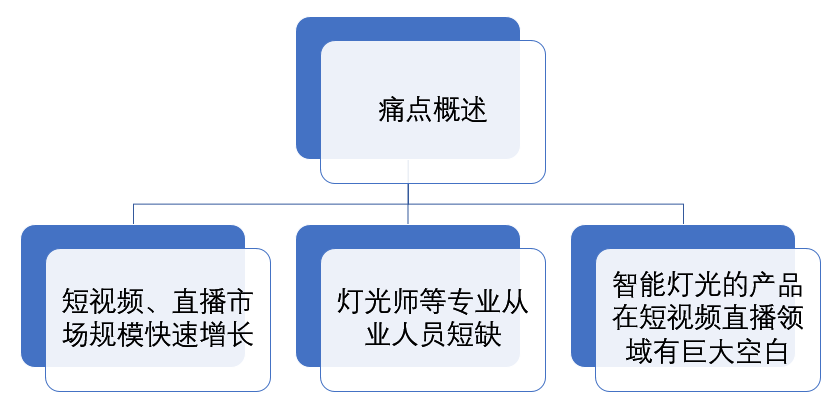 痛点概述
短视频、直播市
场规模快速增长
灯光师等专业从
业人员短缺
智能灯光的产品
在短视频直播领
域有巨大空白